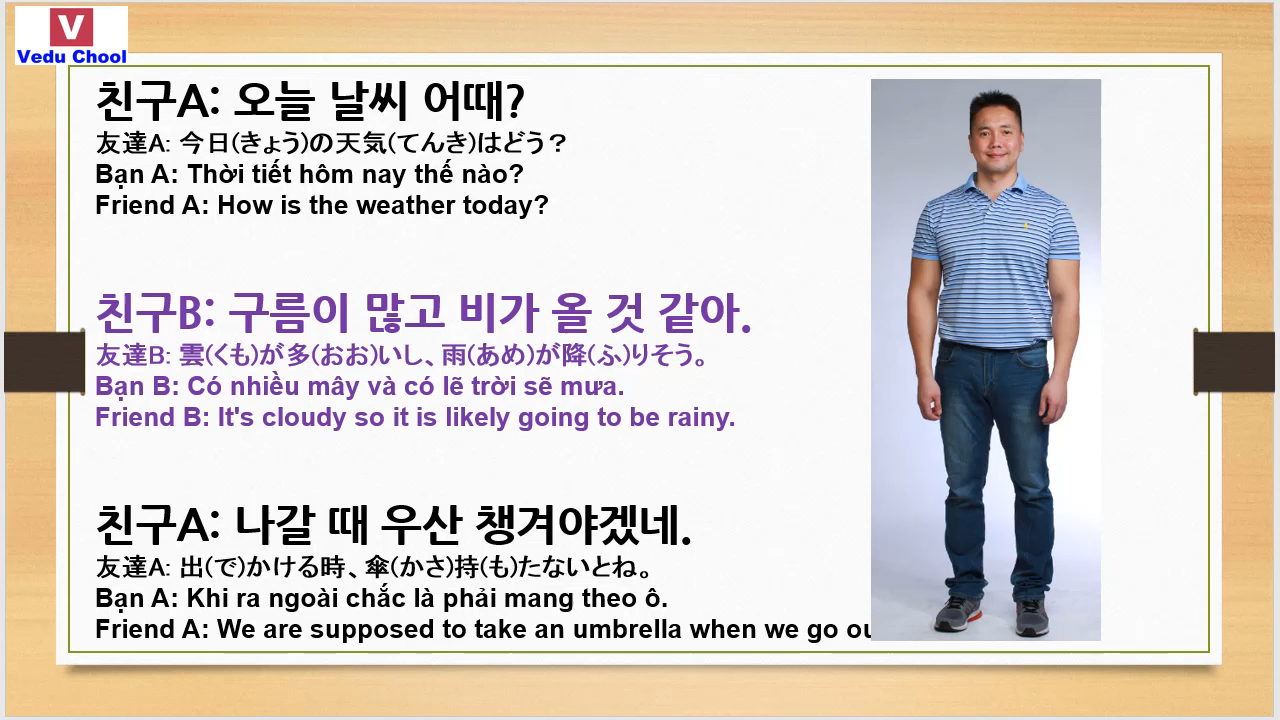 V
Vedu Chool
친구A: 오늘 날씨 어때?
友達A: 今日(きょう)の天気(てんき)はどう？
Bạn A: Thời tiết hôm nay thế nào?
Friend A: How is the weather today?
친구B: 구름이 많고 비가 올 것 같아.
友達B: 雲(くも)が多(おお)いし、雨(あめ)が降(ふ)りそう。
Bạn B: Có nhiều mây và có lẽ trời sẽ mưa.
Friend B: It's cloudy so it is likely going to be rainy.
친구A: 나갈 때 우산 챙겨야겠네.
友達A: 出(で)かける時、傘(かさ)持(も)たないとね。
Bạn A: Khi ra ngoài chắc là phải mang theo ô.
Friend A: We are supposed to take an umbrella when we go